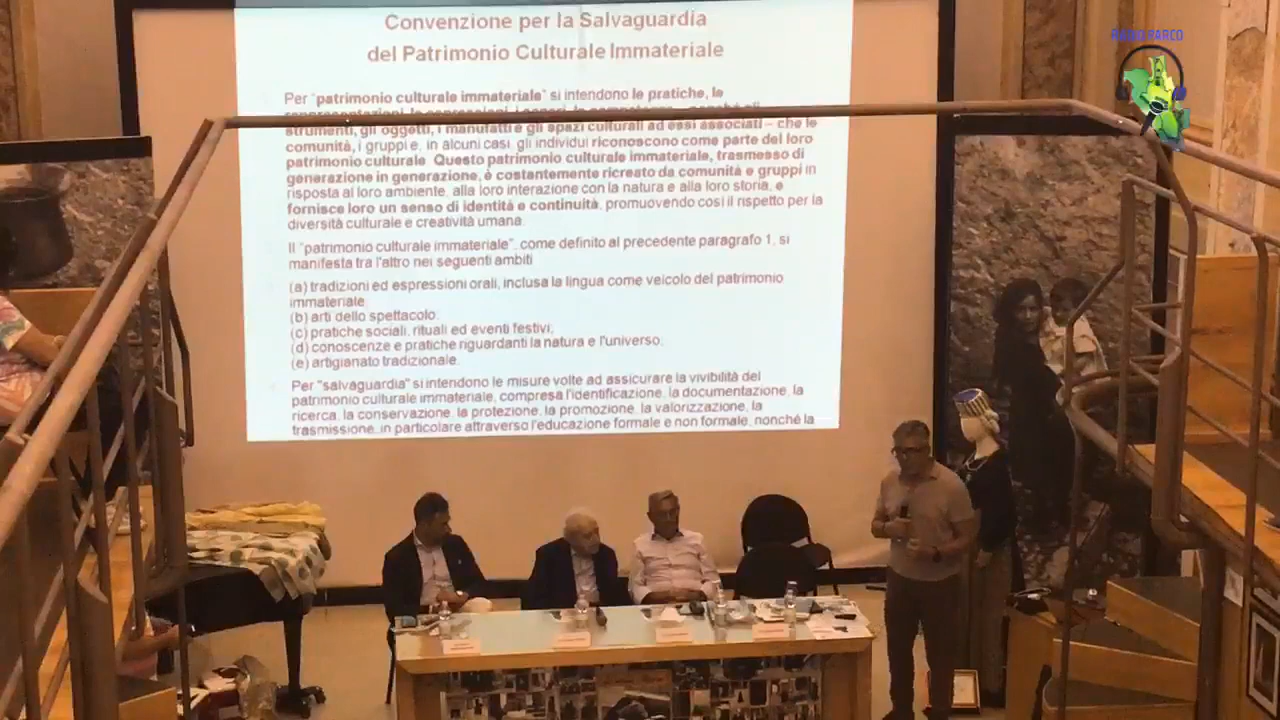 RADIO PARCO
Convenzione per la Salvaguardia
del Patrimonio Culturale Immateriale
Per "patrimonio culturale immateriale" si intendono le pratiche, le
strumenti, gli oggetti, i manufatti e gli spazi culturali ad essi associati – che le
comunità, i gruppi e, in alcuni casi, gli individui riconoscono come parte del loro
patrimonio culturale. Questo patrimonio culturale immateriale, trasmesso di
generazione in generazione, è costantemente ricreato da comunità e gruppi in
risposta al loro ambiente, alla loro interazione con la natura e alla loro storia, e
fornisce loro un senso di identità e continuità, promuovendo così il rispetto per la
diversità culturale e creatività umana.
Il "patrimonio culturale immateriale", come definito al precedente paragrafo 1, si
manifesta tra l'altro nei seguenti ambiti
(a) tradizioni ed espressioni orali, inclusa la lingua come veicolo del patrimonio
immateriale;
(b) arti dello spettacolo;
(c) pratiche sociali, rituali ed eventi festivi;
(d) conoscenze e pratiche riguardanti la natura e l'universo;
(e) artigianato tradizionale.
Per "salvaguardia" si intendono le misure volte ad assicurare la vivibilità del
patrimonio culturale immateriale, compresa l'identificazione, la documentazione, la
ricerca, la conservazione, la protezione, la promozione, la valorizzazione, la
trasmissione, in particolare attraverso l'educazione formale e non formale, nonché la